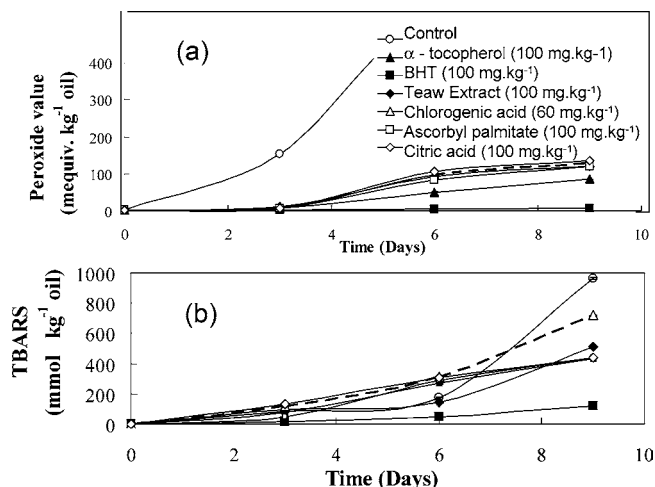 (a)
Control
α - tocopherol (100 mg.kg-1)
BHT (100 mg.kg-1)
Teaw Extract (100 mg.kg-1)
Chlorogenic acid (60 mg.kg-1)
Ascorbyl palmitate (100 mg.kg-1)
Citric acid (100 mg.kg-1)
Peroxide value
(mequiv. kg-1 oil)
400
300
200
100
0
0 2 4 6 8 10
Time (Days)
(b)
TBARS
(mmol kg-1 oil)
1000
800
600
400
200
0
0 2 4 6 8 10
Time (Days)